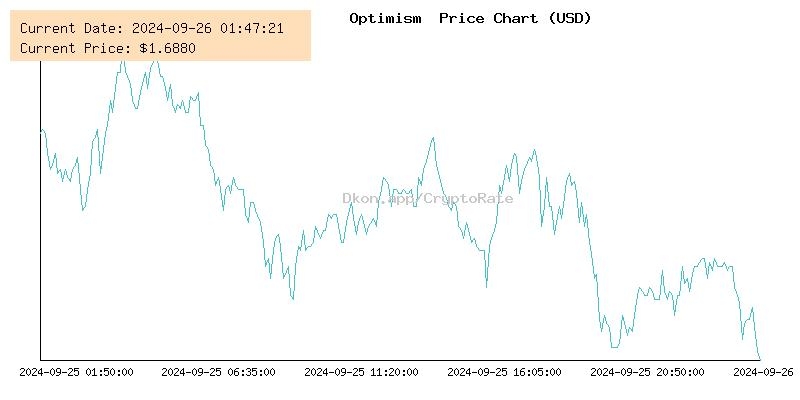 Optimism  Price Chart (USD)
Current Date: 2024-09-26 01:47:21
Current Price: $1.6880
Dkon.app/CryptoRate
2024-09-25 01:50:00 2024-09-25 06:35:00 2024-09-25 11:20:00 2024-09-25 16:05:00 2024-09-25 20:50:00 2024-09-26